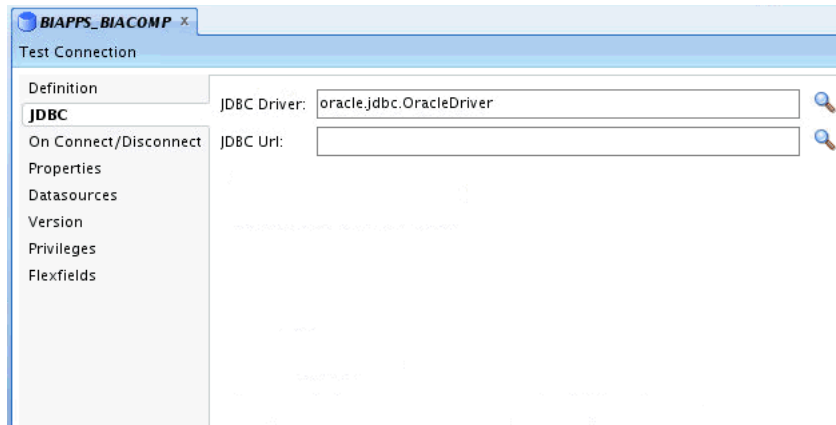 BIAPPS_BIACOMP x
Test Connection
Definition
JDBC
On Connect/Disconnect
Properties
Datasources
Version
Privileges
Flexfields
JDBC Driver: oracle.jdbc.OracleDriver
JDBC Url: